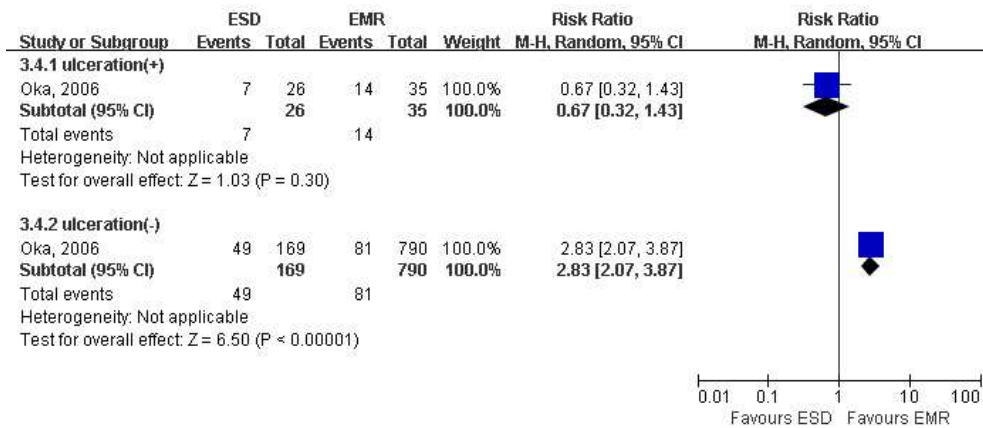 ESD EMR Risk Ratio Risk Ratio
Study or Subgroup Events Total Events Total Weight M-H, Random, 95% CI M-H, Random, 95% CI
3.4.1 ulceration(+)
Oka, 2006 7 26 14 35 100.0% 0.67 [0.32, 1.43]
Subtotal (95% CI) 26 35 100.0% 0.67 [0.32, 1.43]
Total events 7 14
Heterogeneity: Not applicable
Test for overall effect: Z = 1.03 (P = 0.30)
3.4.2 ulceration(-)
Oka, 2006 49 169 81 790 100.0% 2.83 [2.07, 3.87]
Subtotal (95% CI) 169 790 100.0% 2.83 [2.07, 3.87]
Total events 49 81
Heterogeneity: Not applicable
Test for overall effect: Z = 6.50 (P < 0.00001)
0.01 0.1 1 10 100
Favours ESD Favours EMR